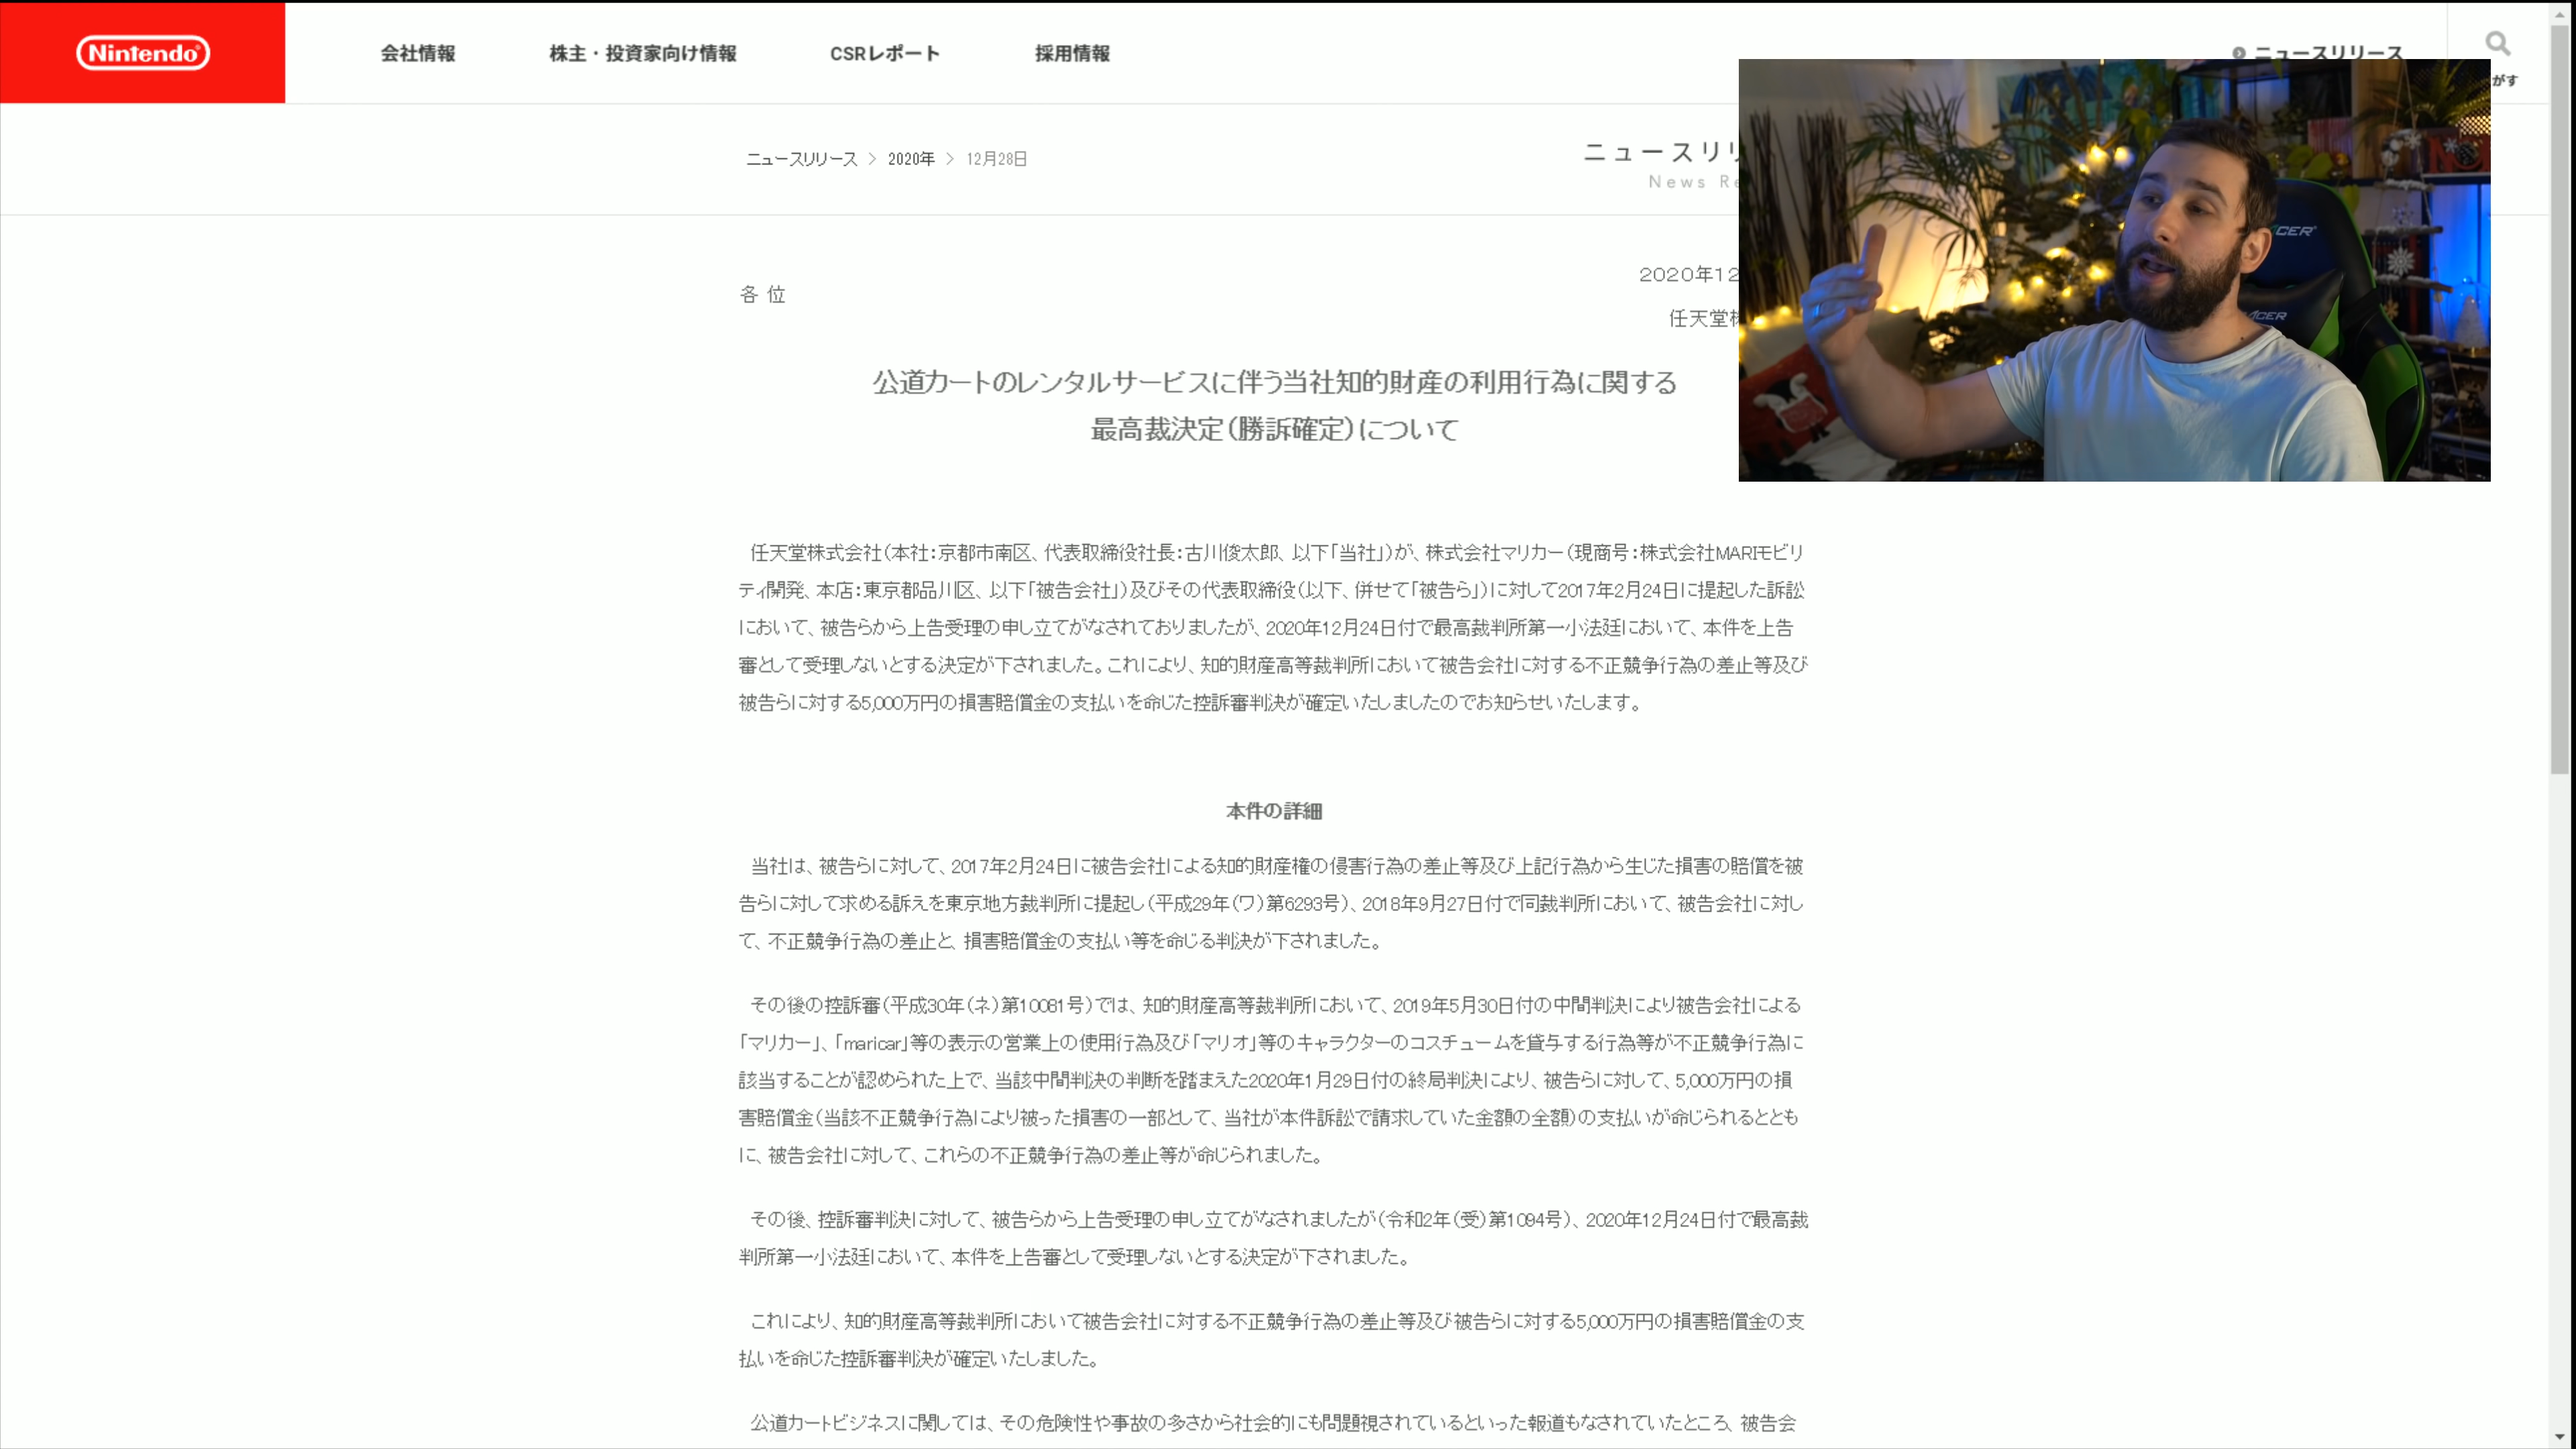 Nintendo
会社情報
株主・投資家向け情報
CSRレポート
採用情報
ニュースリリース
がす
ニュースリリース > 2020年 > 12月28日
ニュースリ
News Re
各 位
2020年12
任天堂株
公道カートのレンタルサービスに伴う当社知的財産の利用行為に関する
最高裁決定(勝訴確定)について
任天堂株式会社(本社:京都市南区、代表取締役社長:古川俊太郎、以下「当社」)が、株式会社マリカー(現商号:株式会社MARIモビリ
ティ開発、本店:東京都品川区、以下「被告会社」)及びその代表取締役(以下、併せて「被告ら」)に対して2017年2月24日に提起した訴訟
において、被告らから上告受理の申し立てがなされておりましたが、2020年12月24日付で最高裁判所第一小法廷において、本件を上告
審として受理しないとする決定が下されました。これにより、知的財産高等裁判所において被告会社に対する不正競争行為の差止等及び
被告らに対する5,000万円の損害賠償金の支払いを命じた控訴審判決が確定いたしましたのでお知らせいたします。
本件の詳細
当社は、被告らに対して、2017年2月24日に被告会社による知的財産権の侵害行為の差止等及び上記行為から生じた損害の賠償を被
告らに対して求める訴えを東京地方裁判所に提起し(平成29年(ワ)第6293号)、2018年9月27日付で同裁判所において、被告会社に対し
て、不正競争行為の差止と、損害賠償金の支払い等を命じる判決が下されました。
その後の控訴審(平成30年(ネ)第10081号)では、知的財産高等裁判所において、2019年5月30日付の中間判決により被告会社による
「マリカー」、「maricar」等の表示の営業上の使用行為及び「マリオ」等のキャラクターのコスチュームを貸与する行為等が不正競争行為に
該当することが認められた上で、当該中間判決の判断を踏まえた2020年1月29日付の終局判決により、被告らに対して、5,000万円の損
害賠償金(当該不正競争行為により被った損害の一部として、当社が本件訴訟で請求していた金額の全額)の支払いが命じられるととも
に、被告会社に対して、これらの不正競争行為の差止等が命じられました。
その後、控訴審判決に対して、被告らから上告受理の申し立てがなされましたが(令和2年(受)第1094号)、2020年12月24日付で最高裁
判所第一小法廷において、本件を上告審として受理しないとする決定が下されました。
これにより、知的財産高等裁判所において被告会社に対する不正競争行為の差止等及び被告らに対する5,000万円の損害賠償金の支
払いを命じた控訴審判決が確定いたしました。
公道カートビジネスに関しては、その危険性や事故の多さから社会的にも問題視されているといった報道もなされていたところ、被告会